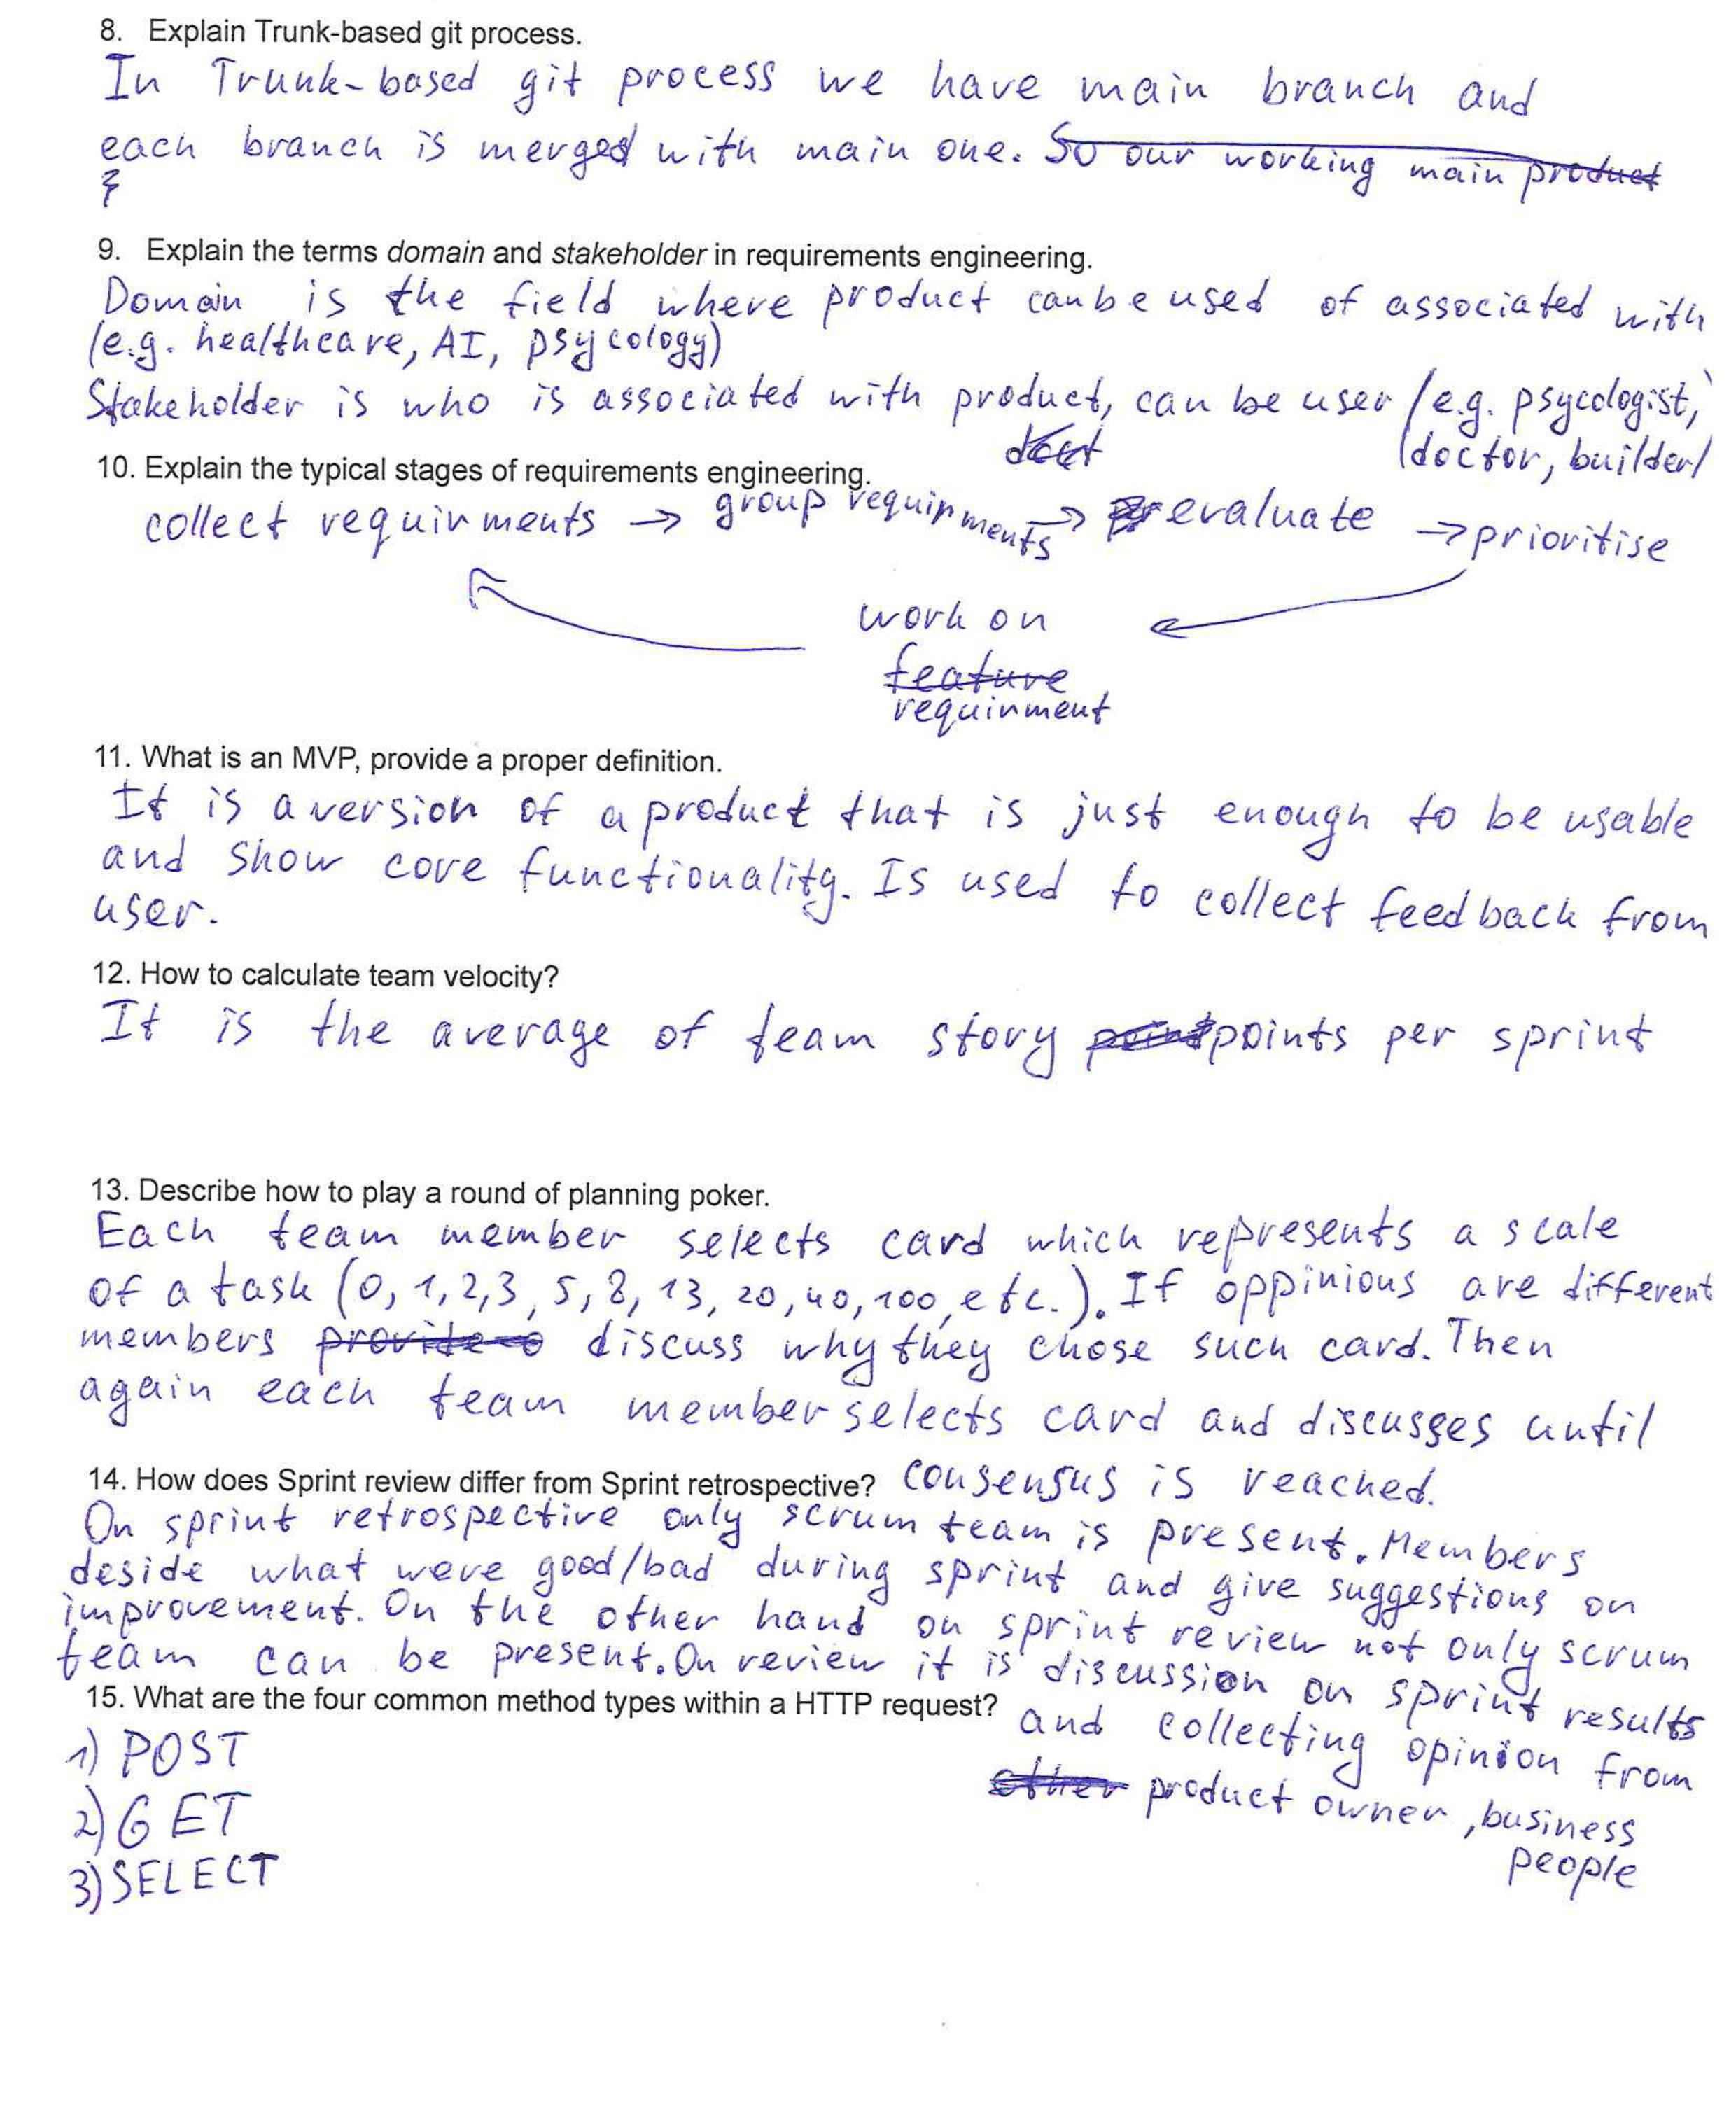 8. Explain Trunk-based git process.
In Trunk-based git process we have main branch and
each branch is merged with main one. So our working main product
9. Explain the terms domain and stakeholder in requirements engineering.
Domain is the field where product can be used of associated with
(e.g. healthcare, AI, psycology)
Stakeholder is who is associated with product, can be user (e.g. psycologist,
doctor, builder)
10. Explain the typical stages of requirements engineering.
collect requirments → group requirmments → evaluate → prioritise
work on
feature
requirment
11. What is an MVP, provide a proper definition.
It is a version of a product that is just enough to be usable
and show core functionality. Is used to collect feedback from
user.
12. How to calculate team velocity?
It is the average of team story point points per sprint
13. Describe how to play a round of planning poker.
Each team member selects card which represents a scale
of a task (0, 1, 2, 3, 5, 8, 13, 20, 40, 100, etc.). If oppinious are different
members provide discuss why they chose such card. Then
again each team member selects card and discusses until
consensus is reached.
14. How does Sprint review differ from Sprint retrospective?
On sprint retrospective only scrum team is present. Members
deside what were good/bad during sprint and give suggestions on
improvement. On the other hand on sprint review not only scrum
team can be present. On review it is discussion on sprint results
and collecting opinion from
other product owner, business
people
15. What are the four common method types within a HTTP request?
1) POST
2) GET
3) SELECT